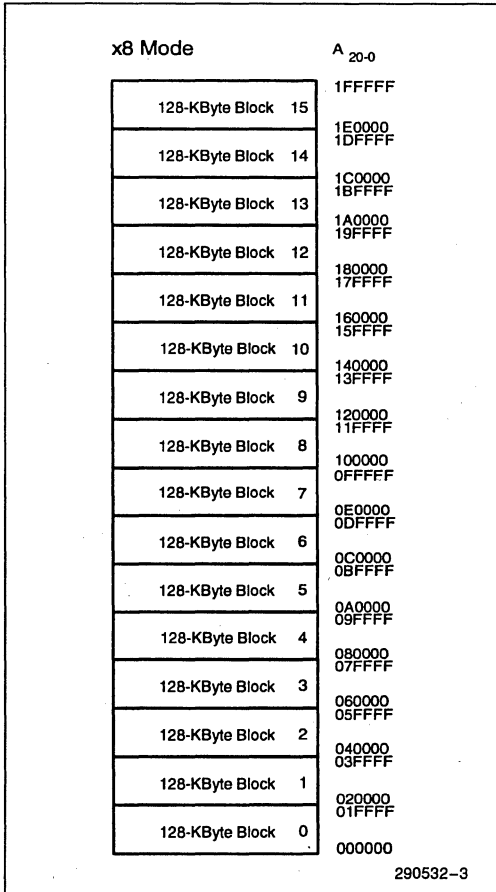 x8 Mode A 20-0
1FFFFF
128-KByte Block 15
1E0000
1DFFFF
128-KByte Block 14
1C0000
1BFFFF
128-KByte Block 13
1A0000
19FFFF
128-KByte Block 12
180000
17FFFF
128-KByte Block 11
160000
15FFFF
128-KByte Block 10
140000
13FFFF
128-KByte Block 9
120000
11FFFF
128-KByte Block 8
100000
0FFFFF
128-KByte Block 7
0E0000
0DFFFF
128-KByte Block 6
0C0000
0BFFFF
128-KByte Block 5
0A0000
09FFFF
128-KByte Block 4
080000
07FFFF
128-KByte Block 3
060000
05FFFF
128-KByte Block 2
040000
03FFFF
128-KByte Block 1
020000
01FFFF
128-KByte Block 0
000000
290532-3